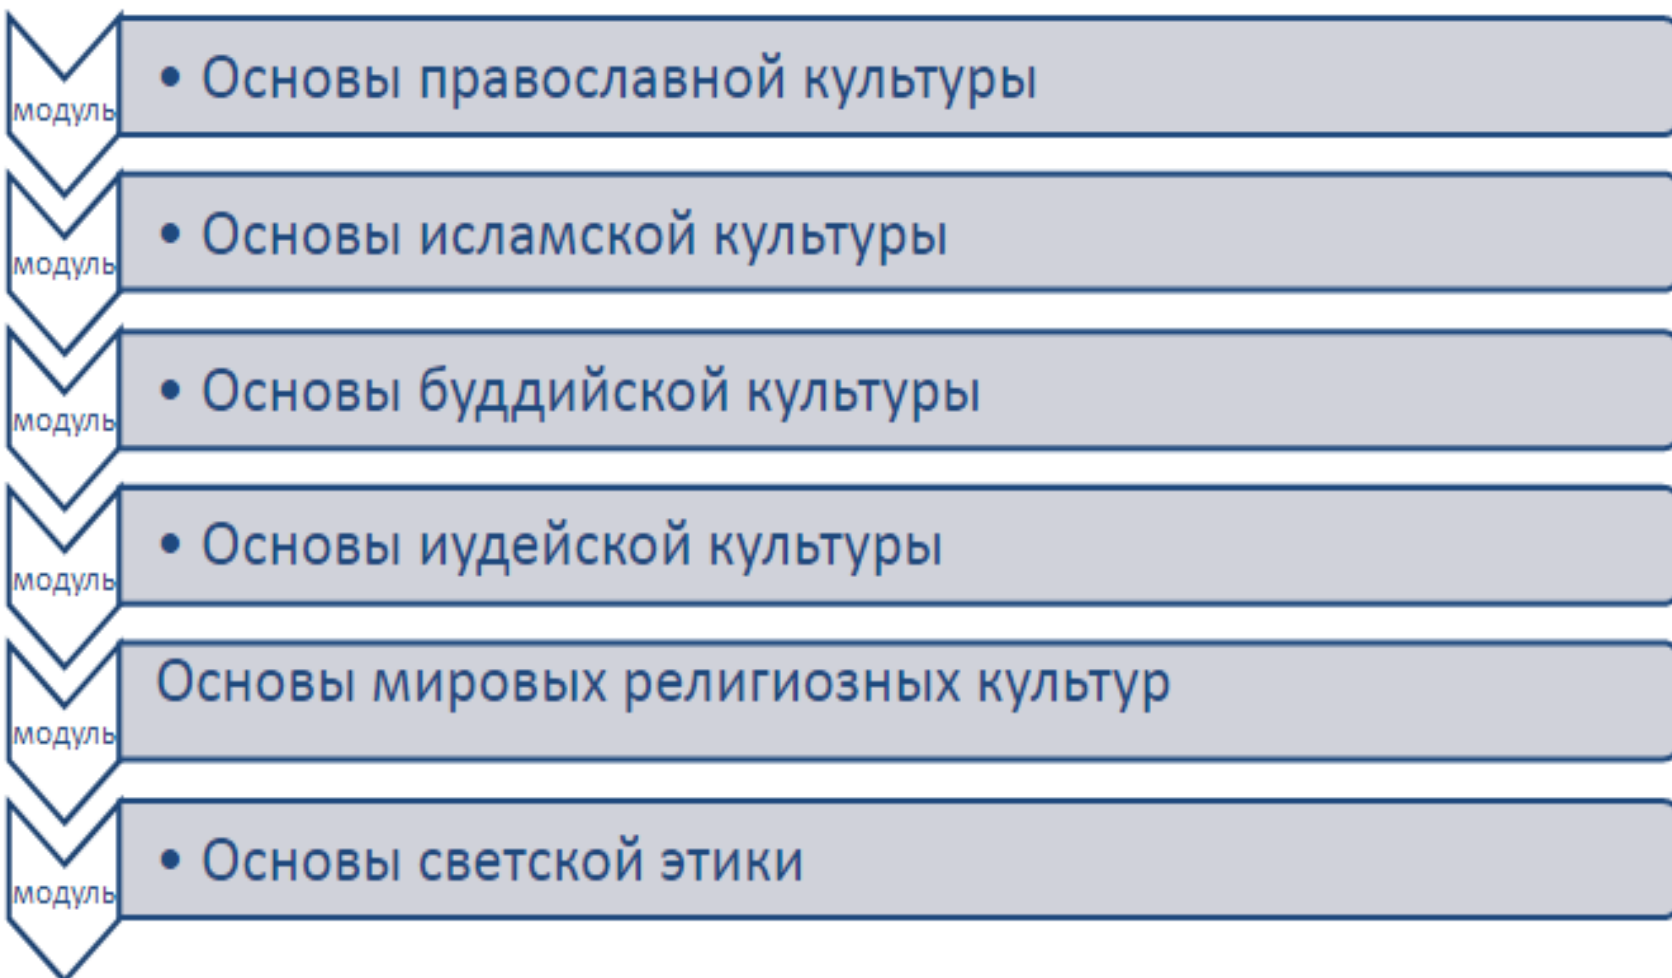 модуль
• Основы православной культуры
модуль
• Основы исламской культуры
модуль
• Основы буддийской культуры
модуль
• Основы иудейской культуры
модуль
Основы мировых религиозных культур
модуль
• Основы светской этики